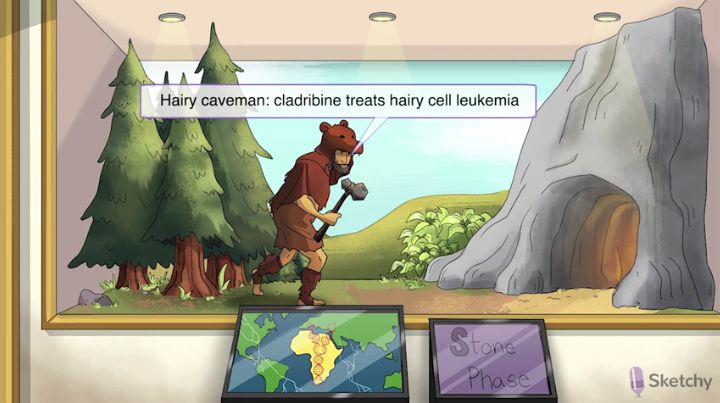 Hairy caveman: cladribine treats hairy cell leukemia
Stone
Phase
Sketchy